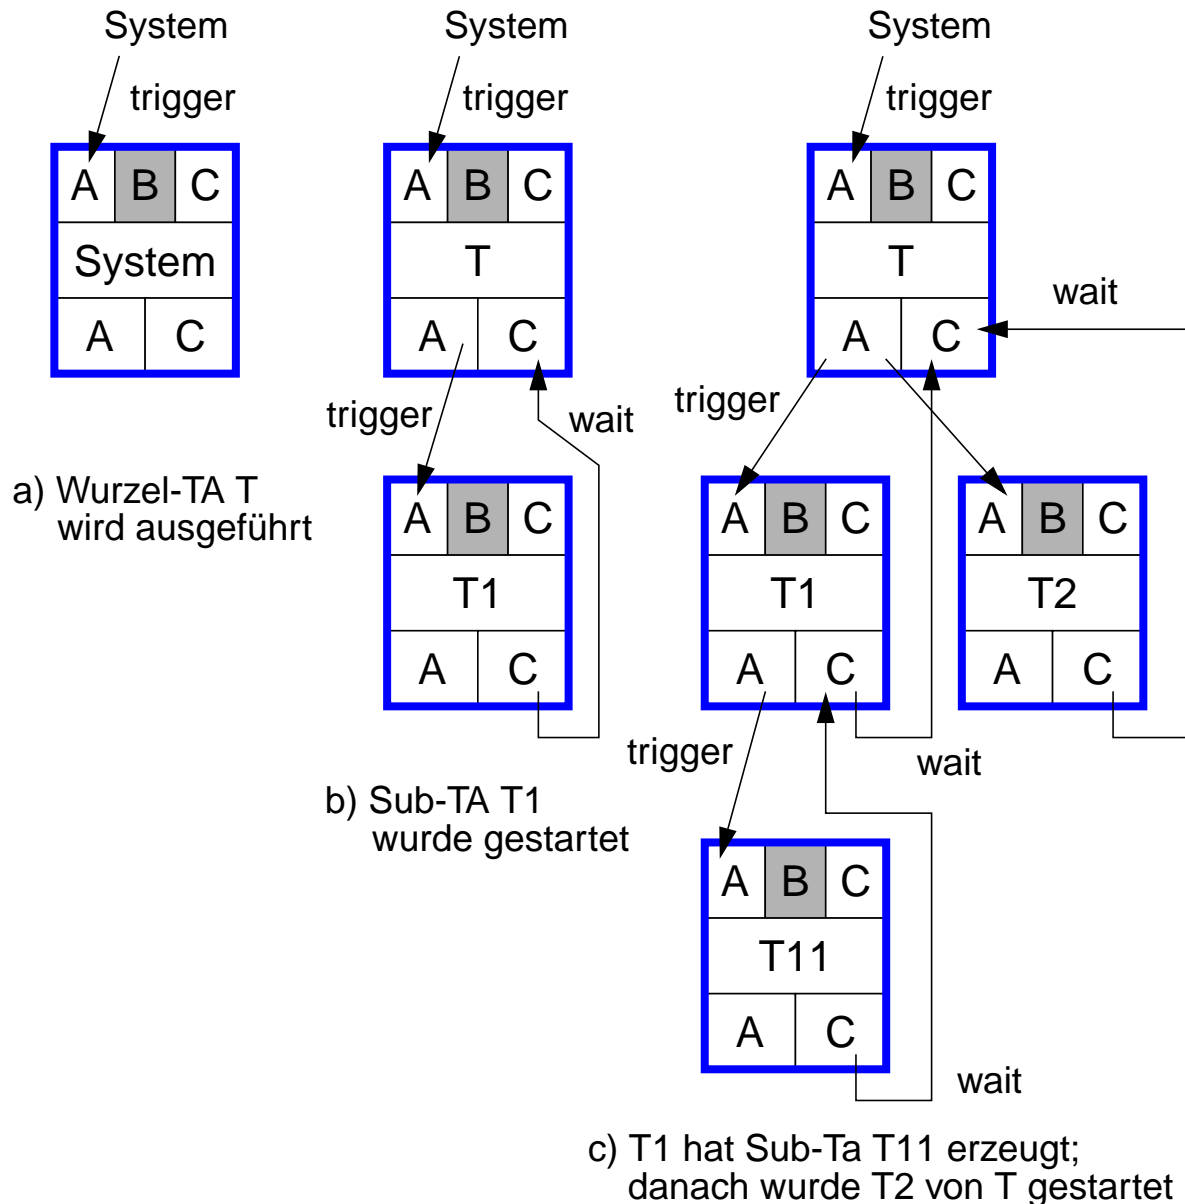 System
System
System
trigger
trigger
trigger
A B C
System
A C
A B C
T
A C
A B C
T
A C
wait
trigger
wait
trigger
a) Wurzel-TA T
wird ausgeführt
A B C
T1
A C
A B C
T1
A C
A B C
T2
A C
trigger
wait
b) Sub-TA T1
wurde gestartet
A B C
T11
A C
wait
c) T1 hat Sub-Ta T11 erzeugt;
danach wurde T2 von T gestartet